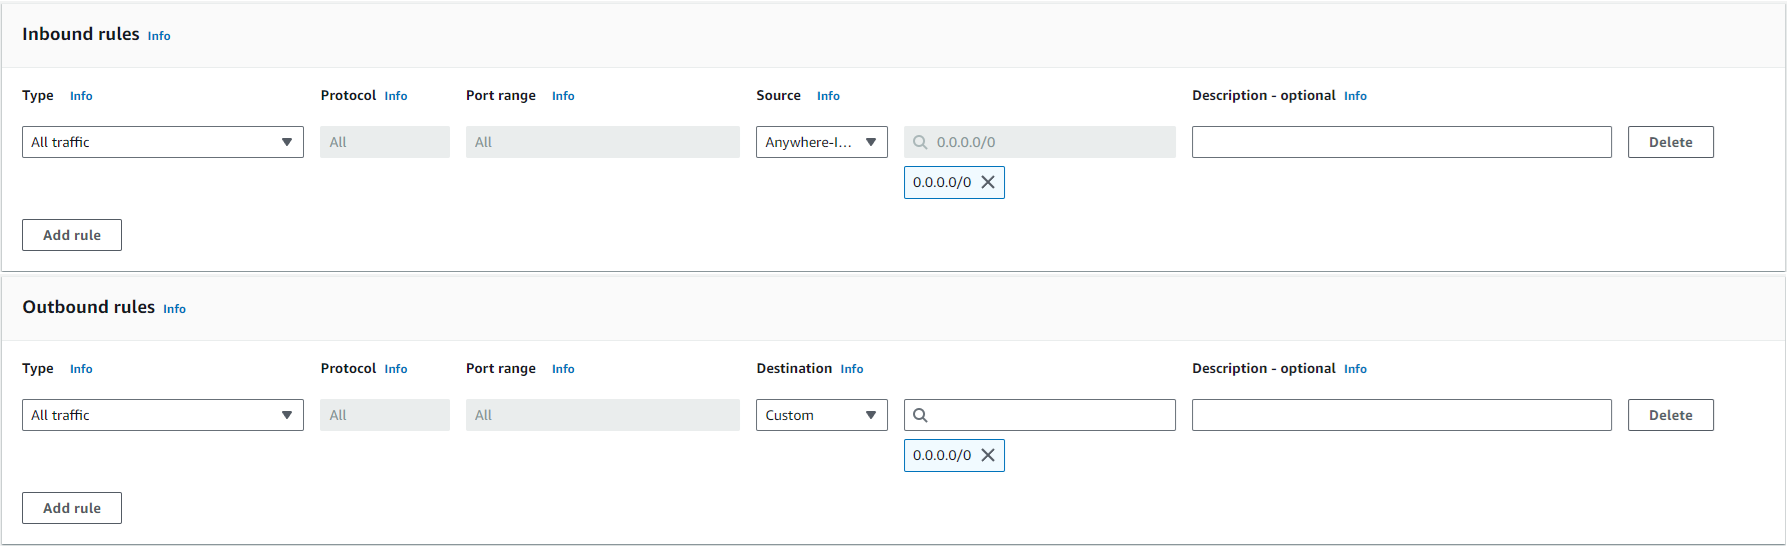 Inbound rules Info
Type Info Protocol Info Port range Info Source Info Description - optional Info
All traffic All All Anywhere-I... 0.0.0.0/0 Delete
0.0.0.0/0
Add rule
Outbound rules Info
Type Info Protocol Info Port range Info Destination Info Description - optional Info
All traffic All All Custom Delete
0.0.0.0/0
Add rule